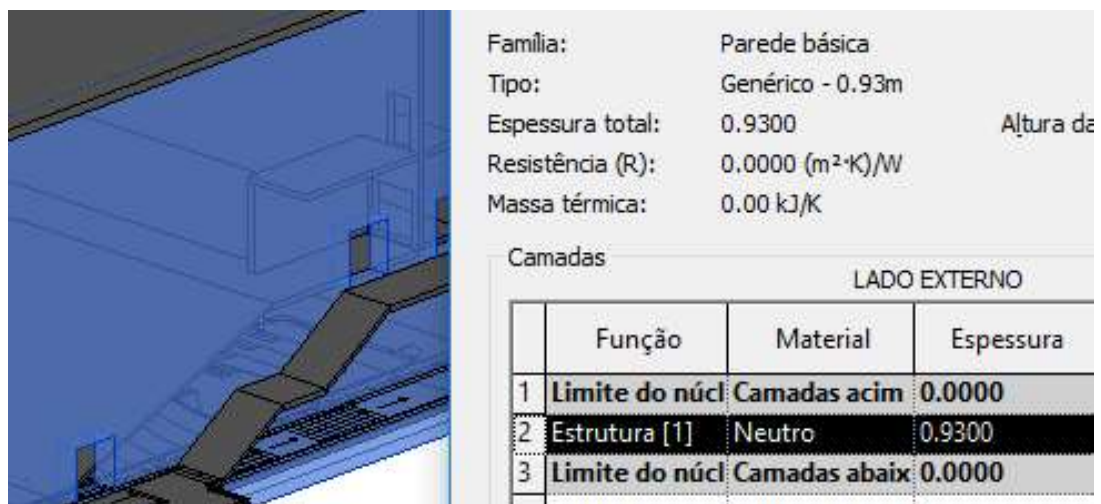 Família: Parede básica
Tipo: Genérico - 0.93m
Espessura total: 0.9300 Altura da
Resistência (R): 0.0000 (m²·K)/W
Massa térmica: 0.00 kJ/K
Camadas
LADO EXTERNO
Função Material Espessura
1 Limite do núcl Camadas acim 0.0000
2 Estrutura [1] Neutro 0.9300
3 Limite do núcl Camadas abaix 0.0000